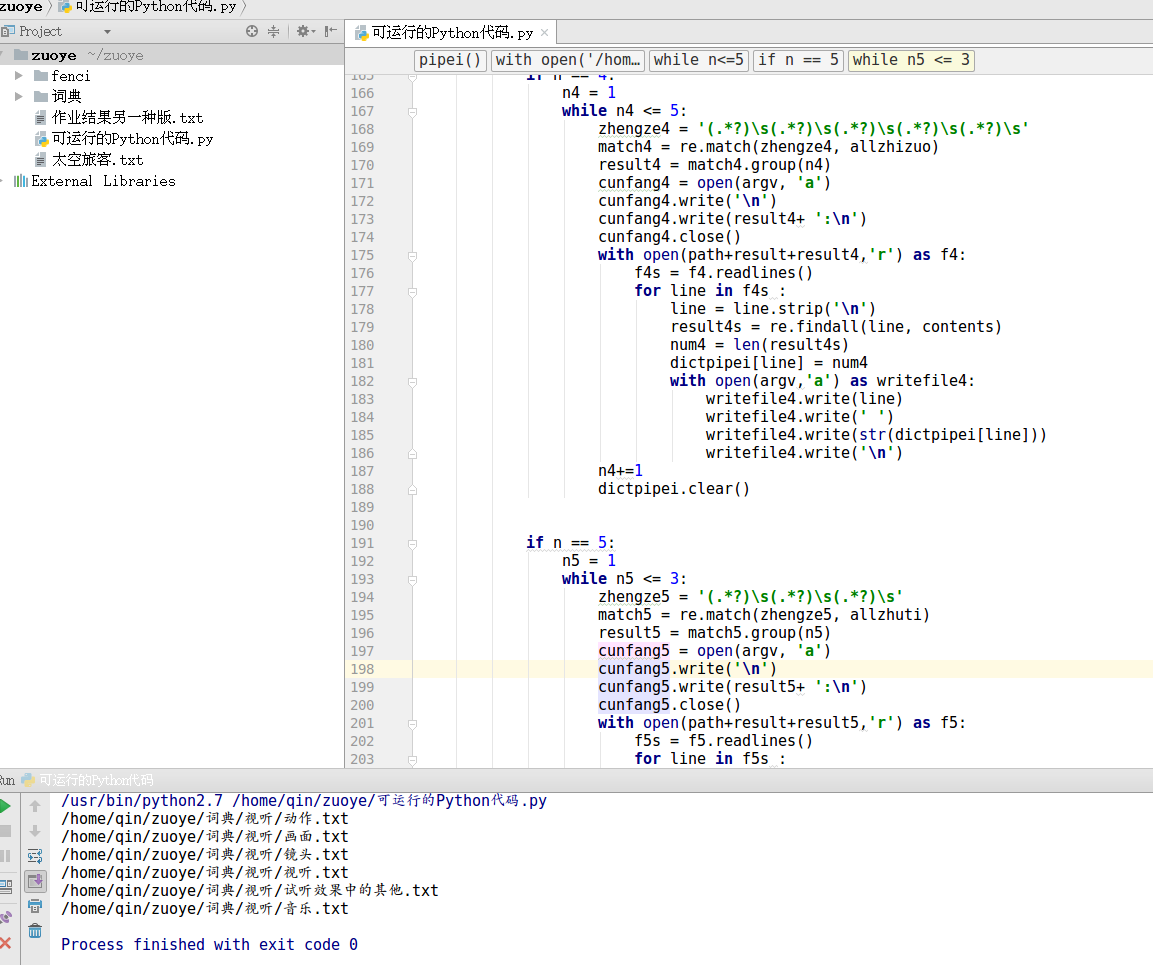 zuoye 可运行的Python代码.py
Project
可运行的Python代码.py
zuoye ~/zuoye
fenci
词典
作业结果另一种版.txt
可运行的Python代码.py
太空旅客.txt
External Libraries
pipei() with open('/hom… while n<=5 if n == 5 while n5 <= 3
165 if n == 4:
166 n4 = 1
167 while n4 <= 5:
168 zhengze4 = '(.*?)\s(.*?)\s(.*?)\s(.*?)\s(.*?)\s'
169 match4 = re.match(zhengze4, allzhizuo)
170 result4 = match4.group(n4)
171 cunfang4 = open(argv, 'a')
172 cunfang4.write('\n')
173 cunfang4.write(result4+ ':\n')
174 cunfang4.close()
175 with open(path+result+result4,'r') as f4:
176 f4s = f4.readlines()
177 for line in f4s :
178 line = line.strip('\n')
179 result4s = re.findall(line, contents)
180 num4 = len(result4s)
181 dictpipei[line] = num4
182 with open(argv,'a') as writefile4:
183 writefile4.write(line)
184 writefile4.write(' ')
185 writefile4.write(str(dictpipei[line]))
186 writefile4.write('\n')
187 n4+=1
188 dictpipei.clear()
189
190
191 if n == 5:
192 n5 = 1
193 while n5 <= 3:
194 zhengze5 = '(.*?)\s(.*?)\s(.*?)\s'
195 match5 = re.match(zhengze5, allzhuti)
196 result5 = match5.group(n5)
197 cunfang5 = open(argv, 'a')
198 cunfang5.write('\n')
199 cunfang5.write(result5+ ':\n')
200 cunfang5.close()
201 with open(path+result+result5,'r') as f5:
202 f5s = f5.readlines()
203 for line in f5s :
Run 可运行的Python代码
/usr/bin/python2.7 /home/qin/zuoye/可运行的Python代码.py
/home/qin/zuoye/词典/视听/动作.txt
/home/qin/zuoye/词典/视听/画面.txt
/home/qin/zuoye/词典/视听/镜头.txt
/home/qin/zuoye/词典/视听/视听.txt
/home/qin/zuoye/词典/视听/试听效果中的其他.txt
/home/qin/zuoye/词典/视听/音乐.txt
Process finished with exit code 0